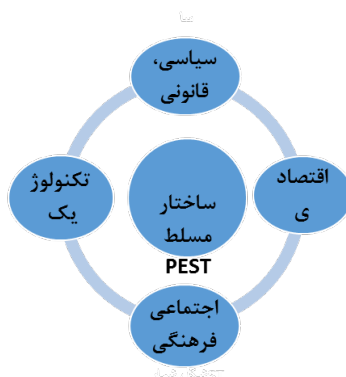 سیاسی،
قانونی
اقتصاد
ی
تکنولوژ
یک
ساختار
مسلط
PEST
اجتماعی
فرهنگی